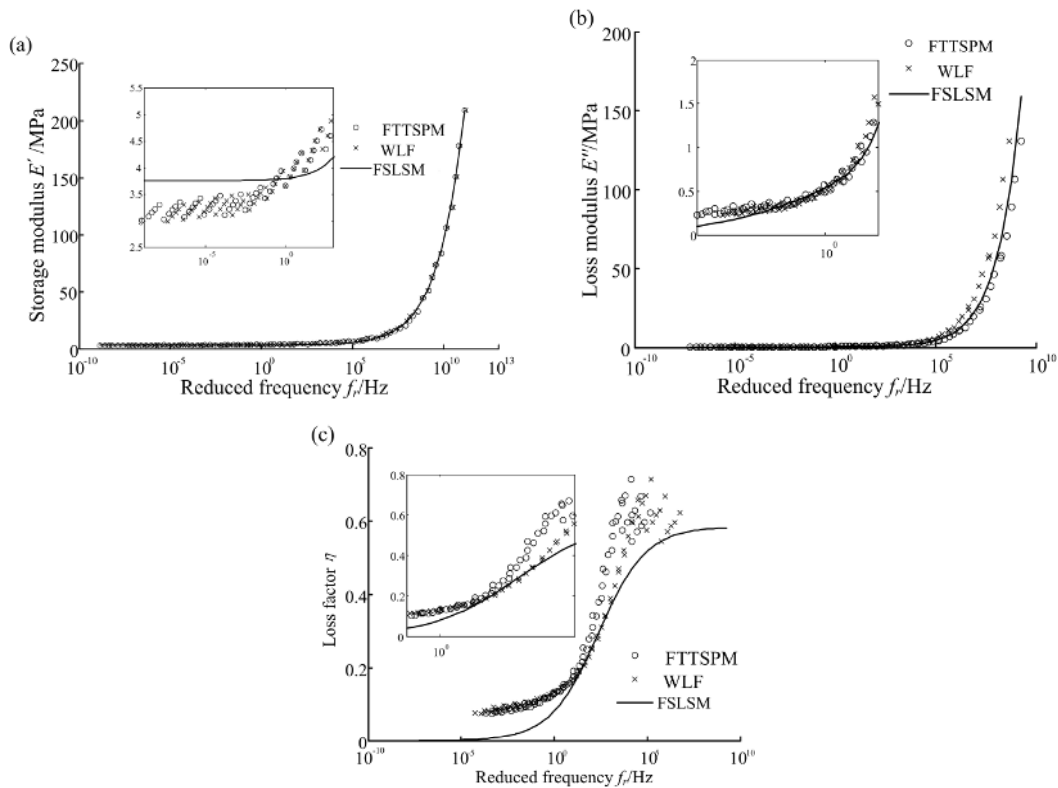 (a)
250
200
150
100
50
0
Storage modulus E′/MPa
5.5
5
4.5
4
3.5
3
2.5
10^-5
10^0
FTTSPM
WLF
FSLSM
10^-10
10^-5
10^0
10^5
10^11
10^13
Reduced frequency f_r/Hz
(b)
200
150
100
50
0
Loss modulus E″/MPa
2
1.5
1
0.5
0
10^0
FTTSPM
WLF
FSLSM
10^-10
10^-5
10^0
10^5
10^10
Reduced frequency f_r/Hz
(c)
0.8
0.6
0.4
0.2
0
Loss factor η
0.8
0.6
0.4
0.2
0
10^0
FTTSPM
WLF
FSLSM
10^-10
10^-5
10^0
10^5
10^10
Reduced frequency f_r/Hz